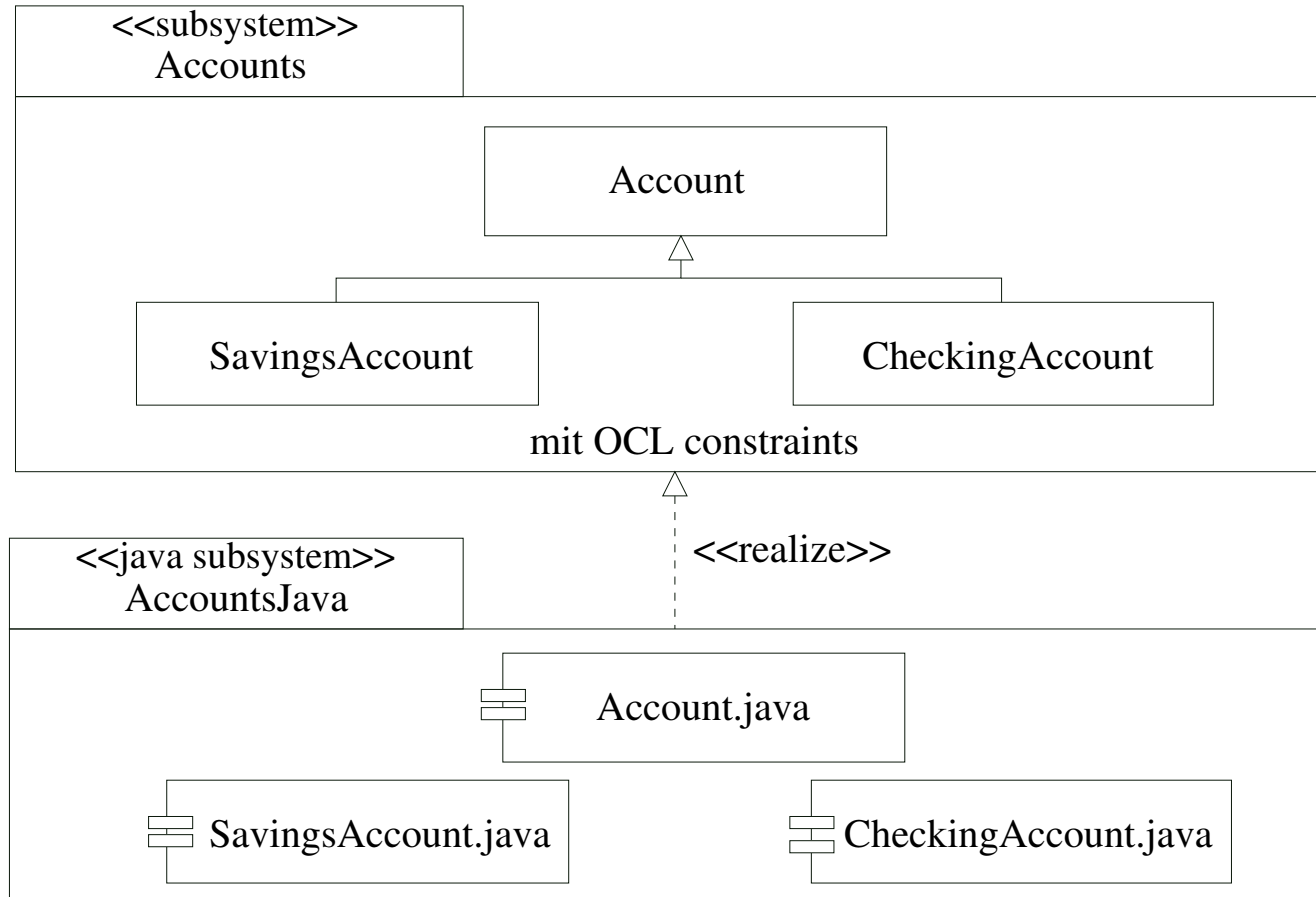 <<subsystem>>
Accounts
Account
SavingsAccount
CheckingAccount
mit OCL constraints
<<realize>>
<<java subsystem>>
AccountsJava
Account.java
SavingsAccount.java
CheckingAccount.java